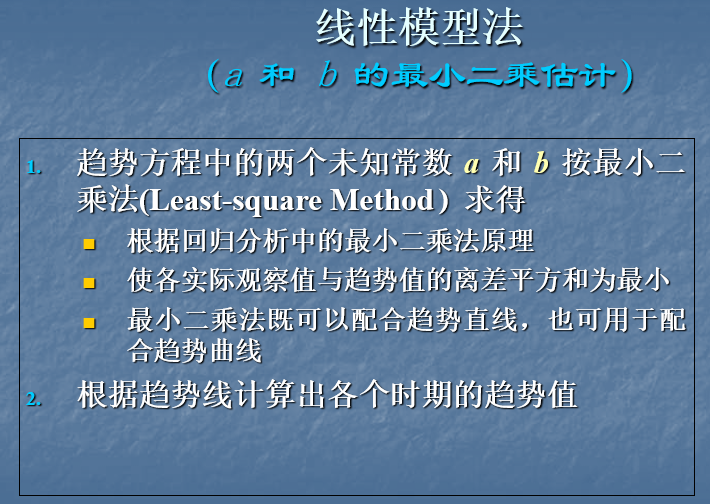 线性模型法
(a 和 b 的最小二乘估计)
1. 趋势方程中的两个未知常数 a 和 b 按最小二
乘法(Least-square Method）求得
■ 根据回归分析中的最小二乘法原理
■ 使各实际观察值与趋势值的离差平方和为最小
■ 最小二乘法既可以配合趋势直线，也可用于配
合趋势曲线
2. 根据趋势线计算出各个时期的趋势值